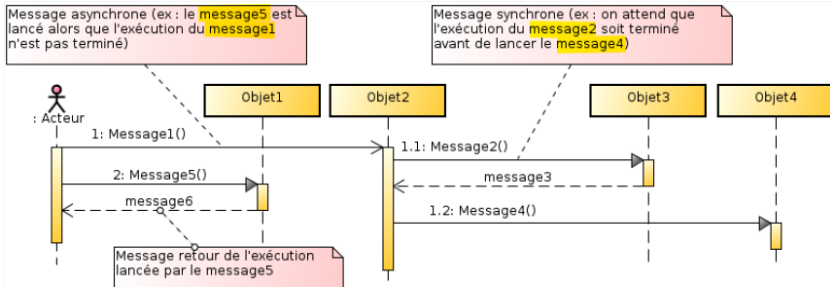 Message asynchrone (ex : le message5 est
lancé alors que l'exécution du message1
n'est pas terminé)
Message synchrone (ex : on attend que
l'exécution du message2 soit terminé
avant de lancer le message4)
Objet1
Objet2
Objet3
Objet4
: Acteur
1: Message1()
1.1: Message2()
2: Message5()
message3
message6
1.2: Message4()
Message retour de l'exécution
lancée par le message5